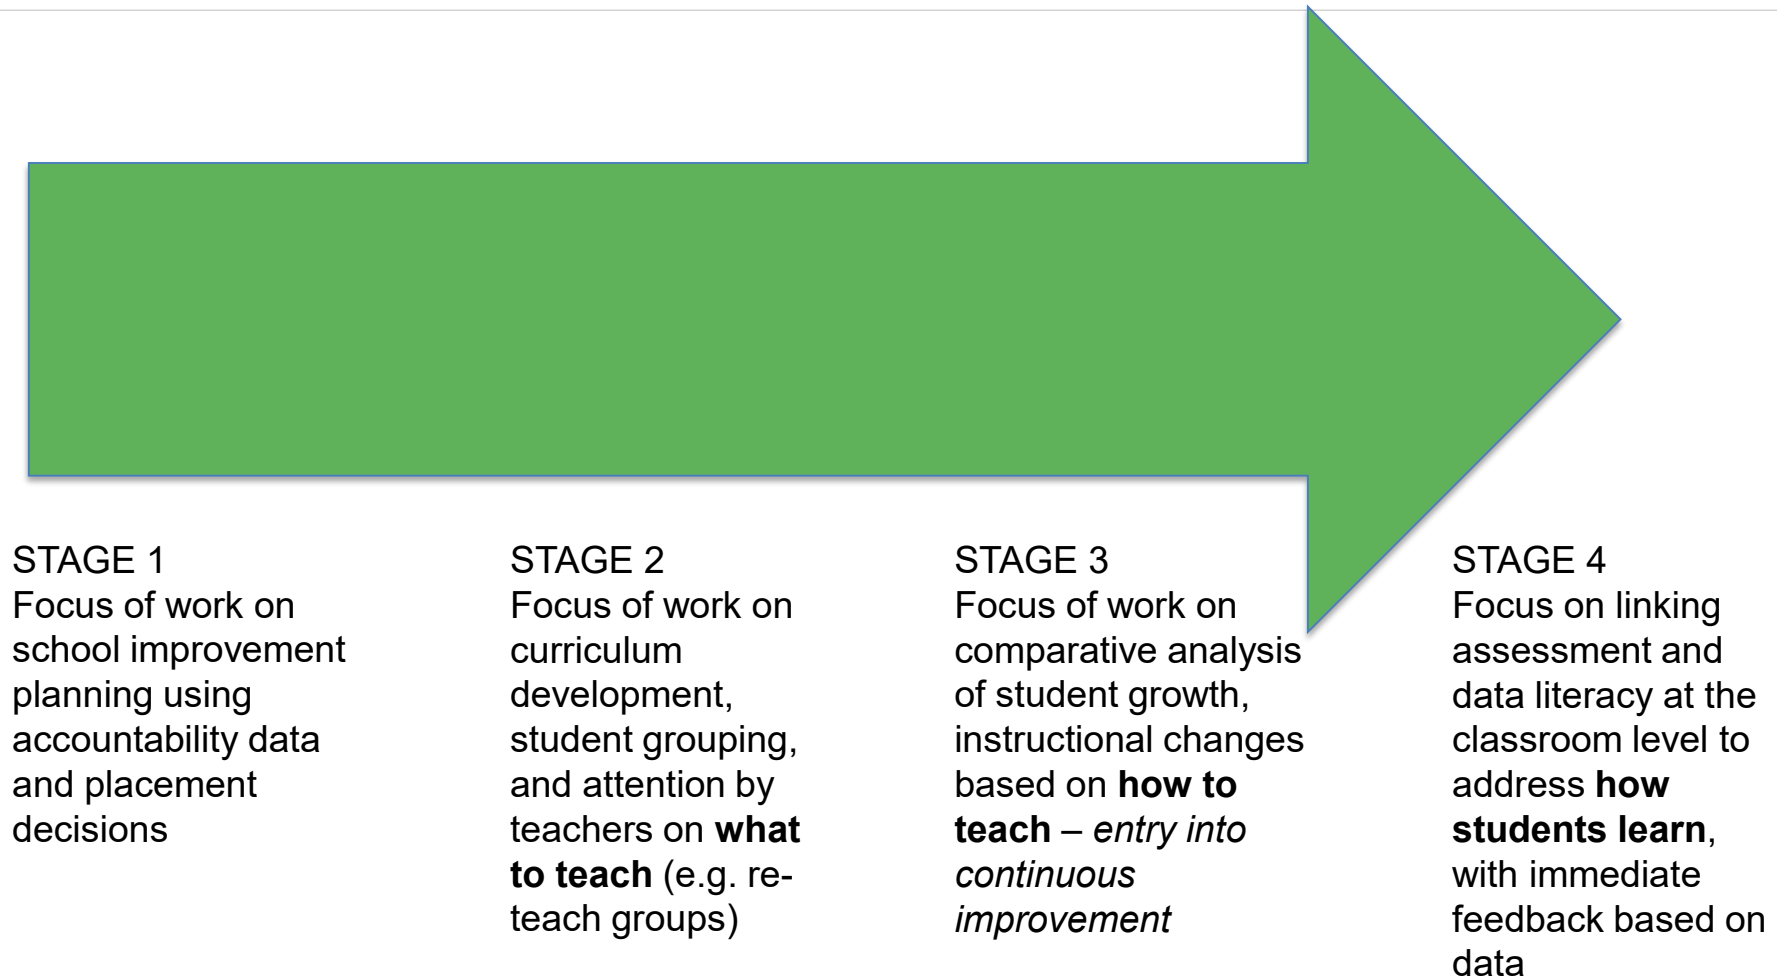 STAGE 1
Focus of work on
school improvement
planning using
accountability data
and placement
decisions
STAGE 2
Focus of work on
curriculum
development,
student grouping,
and attention by
teachers on what
to teach (e.g. re-
teach groups)
STAGE 3
Focus of work on
comparative analysis
of student growth,
instructional changes
based on how to
teach – entry into
continuous
improvement
STAGE 4
Focus on linking
assessment and
data literacy at the
classroom level to
address how
students learn,
with immediate
feedback based on
data